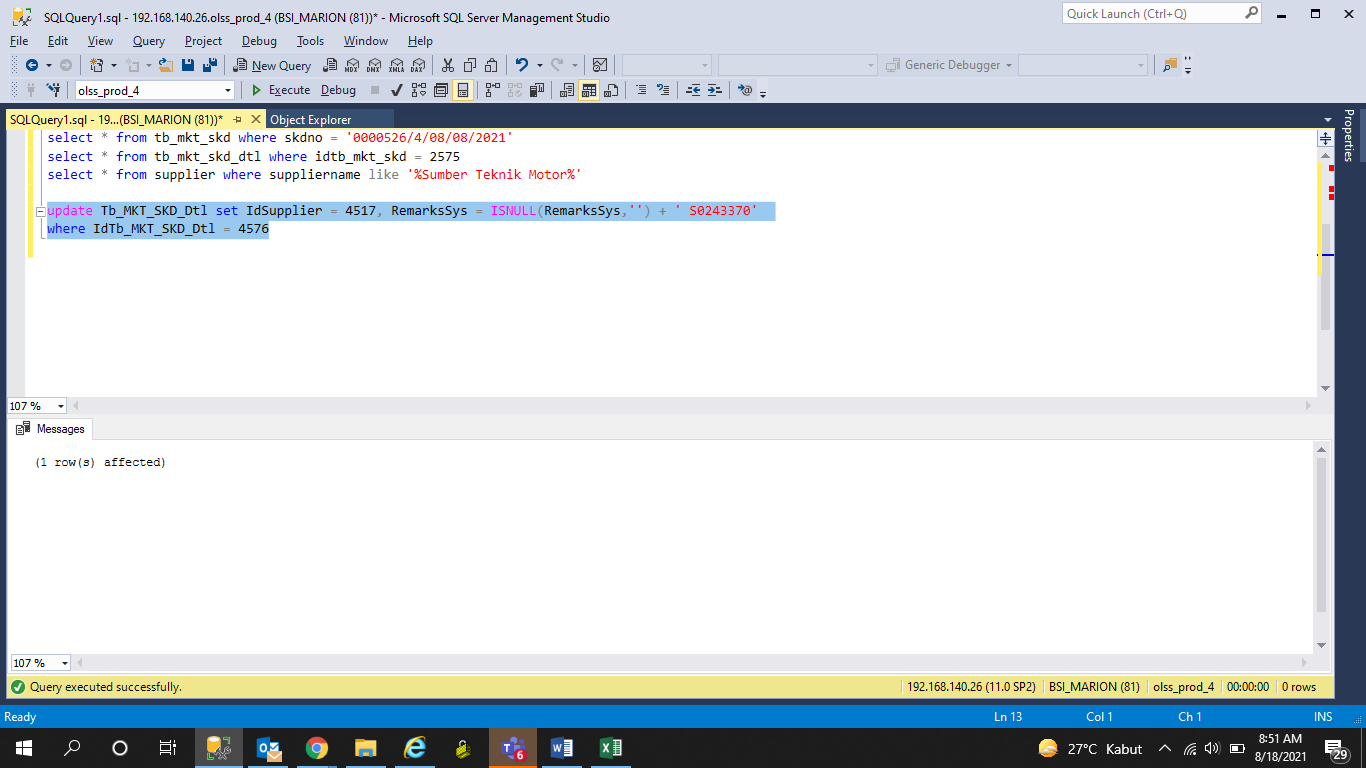 SQLQuery1.sql - 192.168.140.26.olss_prod_4 (BSI_MARION (81))* - Microsoft SQL Server Management Studio
Quick Launch (Ctrl+Q)
File Edit View Query Project Debug Tools Window Help
New Query MDX DMX XMLA DAX Generic Debugger
olss_prod_4 Execute Debug
SQLQuery1.sql - 19...(BSI_MARION (81))* Object Explorer
Properties
select * from tb_mkt_skd where skdno = '0000526/4/08/08/2021'
select * from tb_mkt_skd_dtl where idtb_mkt_skd = 2575
select * from supplier where suppliername like '%Sumber Teknik Motor%'
update Tb_MKT_SKD_Dtl set IdSupplier = 4517, RemarksSys = ISNULL(RemarksSys,'') + ' S0243370'
where IdTb_MKT_SKD_Dtl = 4576
107 %
Messages
(1 row(s) affected)
107 %
Query executed successfully. 192.168.140.26 (11.0 SP2) BSI_MARION (81) olss_prod_4 00:00:00 0 rows
Ready Ln 13 Col 1 Ch 1 INS
6 27°C Kabut 8:51 AM
8/18/2021 29